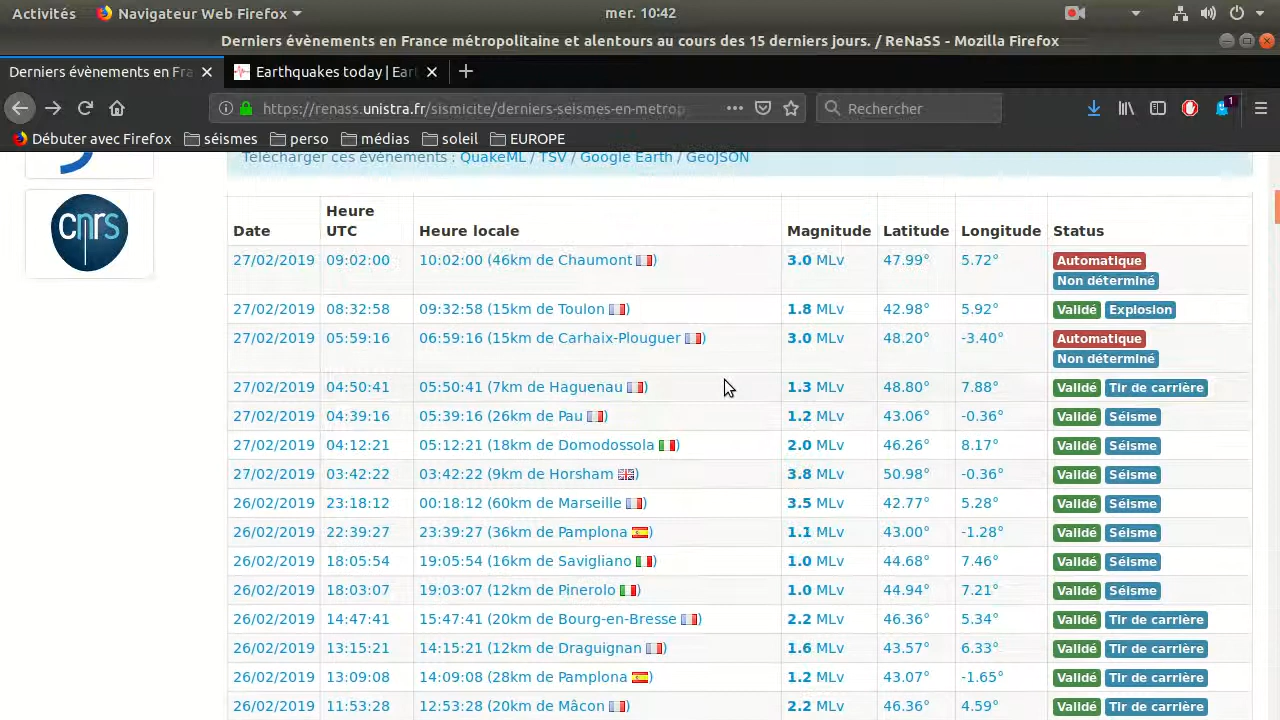 Activités Navigateur Web Firefox mer. 10:42
Derniers évènements en France métropolitaine et alentours au cours des 15 derniers jours. / ReNaSS - Mozilla Firefox
Derniers évènements en Fra Earthquakes today | Eart
https://renass.unistra.fr/sismicite/derniers-seismes-en-metrop Rechercher 1
Débuter avec Firefox séismes perso médias soleil EUROPE
Télécharger ces évènements : QuakeML / TSV / Google Earth / GeoJSON
cnrs
Date Heure UTC Heure locale Magnitude Latitude Longitude Status
27/02/2019 09:02:00 10:02:00 (46km de Chaumont ) 3.0 MLv 47.99° 5.72° Automatique Non déterminé
27/02/2019 08:32:58 09:32:58 (15km de Toulon ) 1.8 MLv 42.98° 5.92° Validé Explosion
27/02/2019 05:59:16 06:59:16 (15km de Carhaix-Plouguer ) 3.0 MLv 48.20° -3.40° Automatique Non déterminé
27/02/2019 04:50:41 05:50:41 (7km de Haguenau ) 1.3 MLv 48.80° 7.88° Validé Tir de carrière
27/02/2019 04:39:16 05:39:16 (26km de Pau ) 1.2 MLv 43.06° -0.36° Validé Séisme
27/02/2019 04:12:21 05:12:21 (18km de Domodossola ) 2.0 MLv 46.26° 8.17° Validé Séisme
27/02/2019 03:42:22 03:42:22 (9km de Horsham ) 3.8 MLv 50.98° -0.36° Validé Séisme
26/02/2019 23:18:12 00:18:12 (60km de Marseille ) 3.5 MLv 42.77° 5.28° Validé Séisme
26/02/2019 22:39:27 23:39:27 (36km de Pamplona ) 1.1 MLv 43.00° -1.28° Validé Séisme
26/02/2019 18:05:54 19:05:54 (16km de Savigliano ) 1.0 MLv 44.68° 7.46° Validé Séisme
26/02/2019 18:03:07 19:03:07 (12km de Pinerolo ) 1.0 MLv 44.94° 7.21° Validé Séisme
26/02/2019 14:47:41 15:47:41 (20km de Bourg-en-Bresse ) 2.2 MLv 46.36° 5.34° Validé Tir de carrière
26/02/2019 13:15:21 14:15:21 (12km de Draguignan ) 1.6 MLv 43.57° 6.33° Validé Tir de carrière
26/02/2019 13:09:08 14:09:08 (28km de Pamplona ) 1.2 MLv 43.07° -1.65° Validé Tir de carrière
26/02/2019 11:53:28 12:53:28 (20km de Mâcon ) 2.2 MLv 46.36° 4.59° Validé Tir de carrière